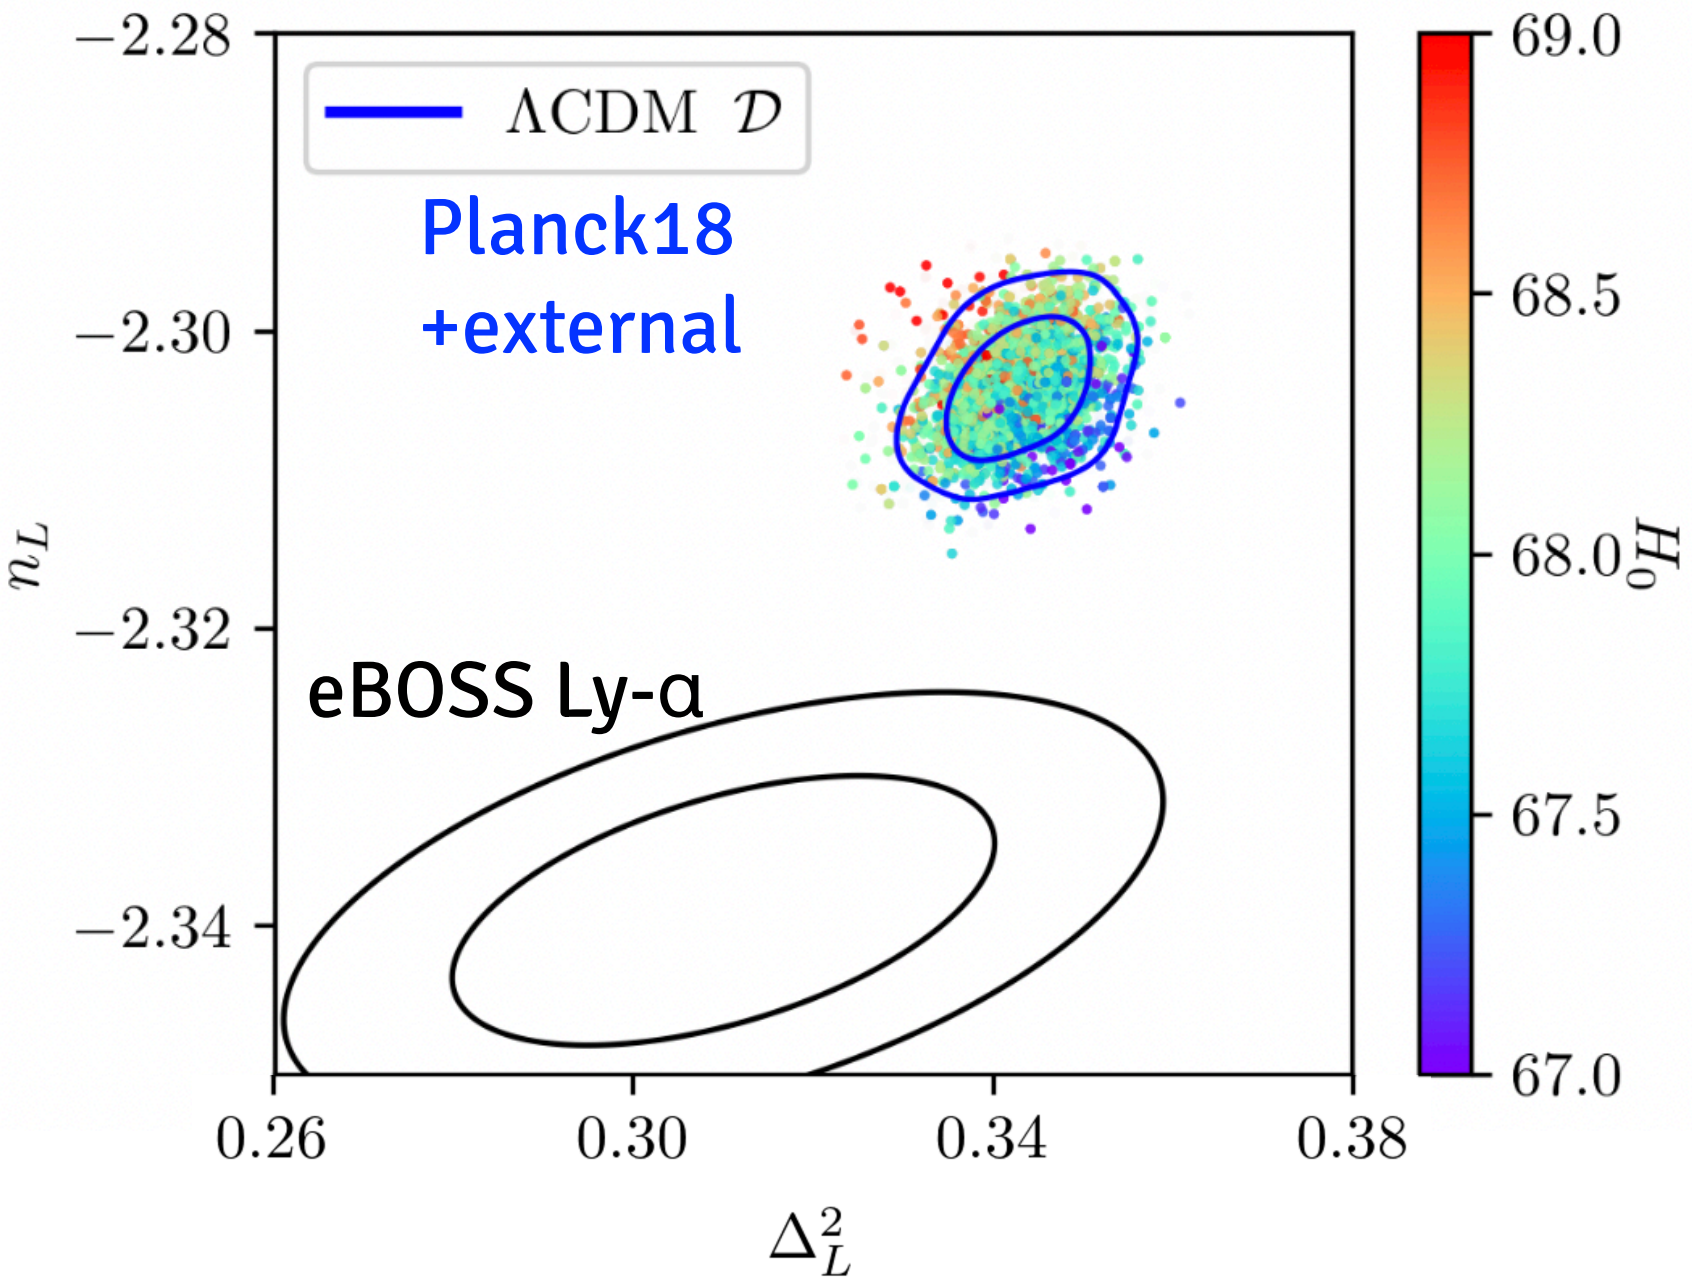 −2.28
−2.30
−2.32
−2.34
n_L
ΛCDM 𝒟
Planck18
+external
eBOSS Ly-α
0.26 0.30 0.34 0.38
Δ²_L
69.0
68.5
68.0
67.5
67.0
H₀